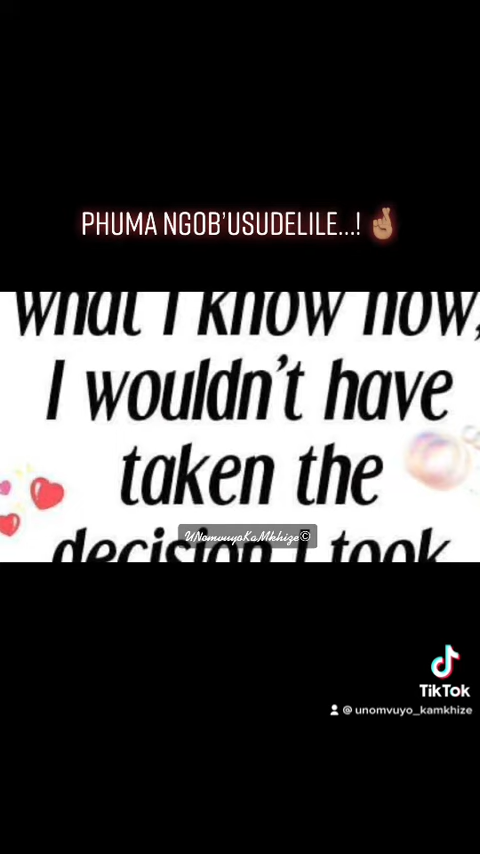 PHUMA NGOB'USUDELILE...! 🤞🏽
what I know now,
I wouldn't have
taken the
decision I took
UNomvuyoKaMkhize©
TikTok
@unomvuyo_kamkhize